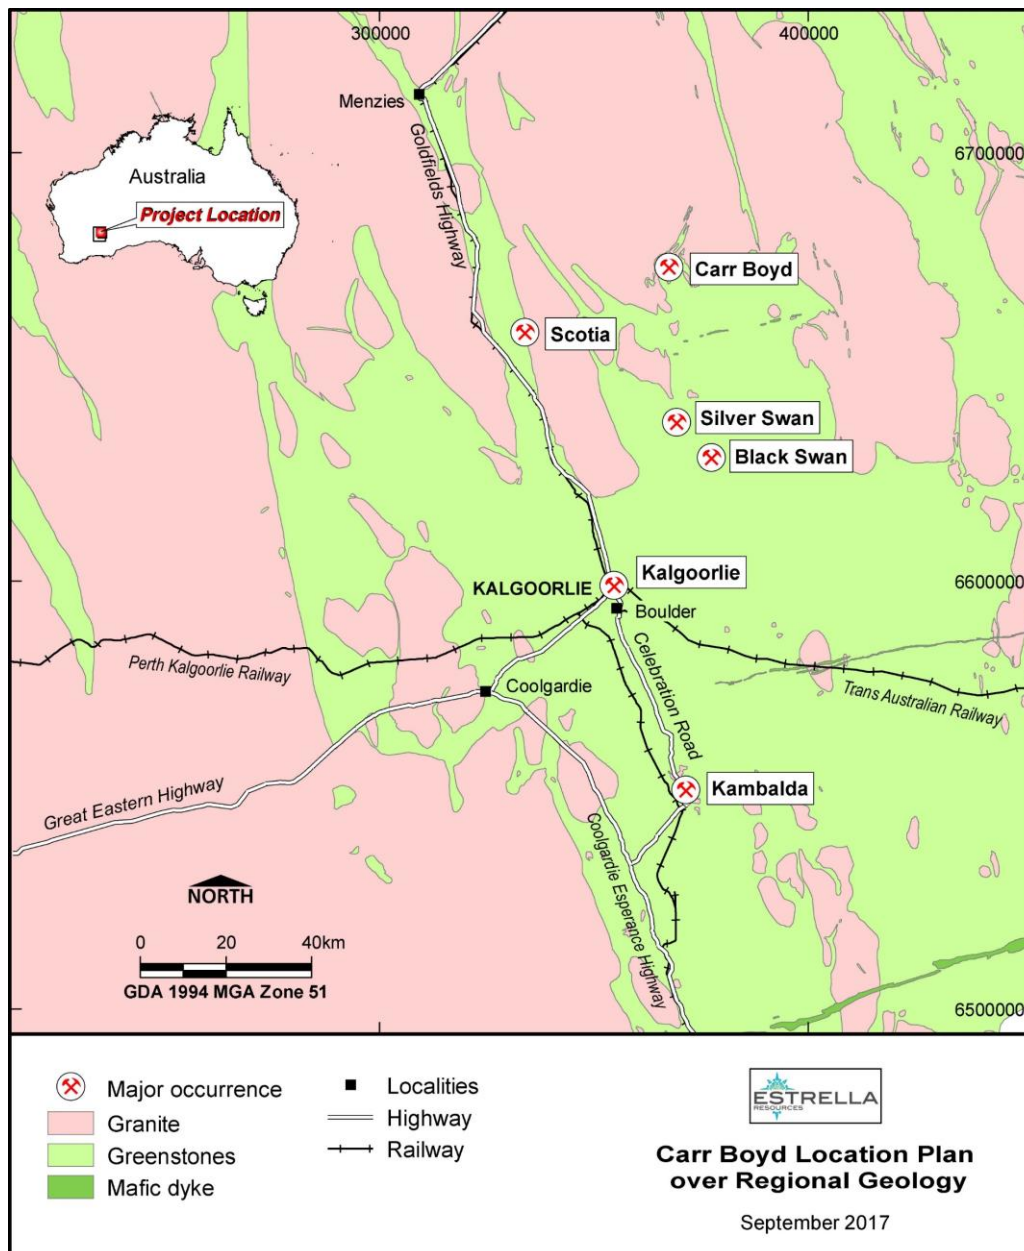 300000
400000
Menzies
Goldfields Highway
6700000
Australia
Project Location
Carr Boyd
Scotia
Silver Swan
Black Swan
Kalgoorlie
KALGOORLIE
6600000
Boulder
Perth Kalgoorlie Railway
Celebration Road
Coolgardie
Trans Australian Railway
Kambalda
Great Eastern Highway
Coolgardie Esperance Highway
NORTH
0 20 40km
GDA 1994 MGA Zone 51
6500000
Major occurrence
Granite
Greenstones
Mafic dyke
Localities
Highway
Railway
ESTRELLA
RESOURCES
Carr Boyd Location Plan
over Regional Geology
September 2017